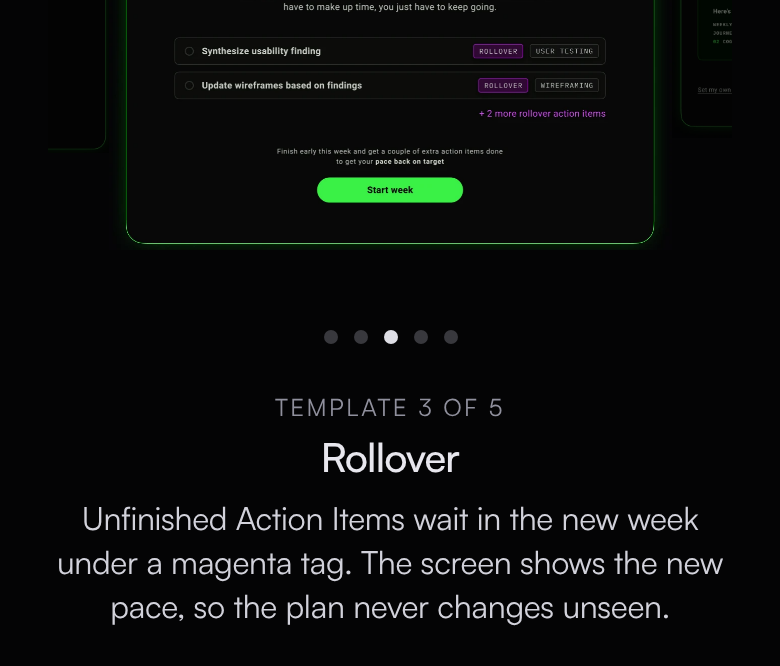 have to make up time, you just have to keep going.
Here's
WEEKLY
Synthesize usability finding ROLLOVER USER TESTING
Update wireframes based on findings ROLLOVER WIREFRAMING
Set my own
+ 2 more rollover action items
Finish early this week and get a couple of extra action items done
to get your pace back on target
Start week
TEMPLATE 3 OF 5
Rollover
Unfinished Action Items wait in the new week
under a magenta tag. The screen shows the new
pace, so the plan never changes unseen.